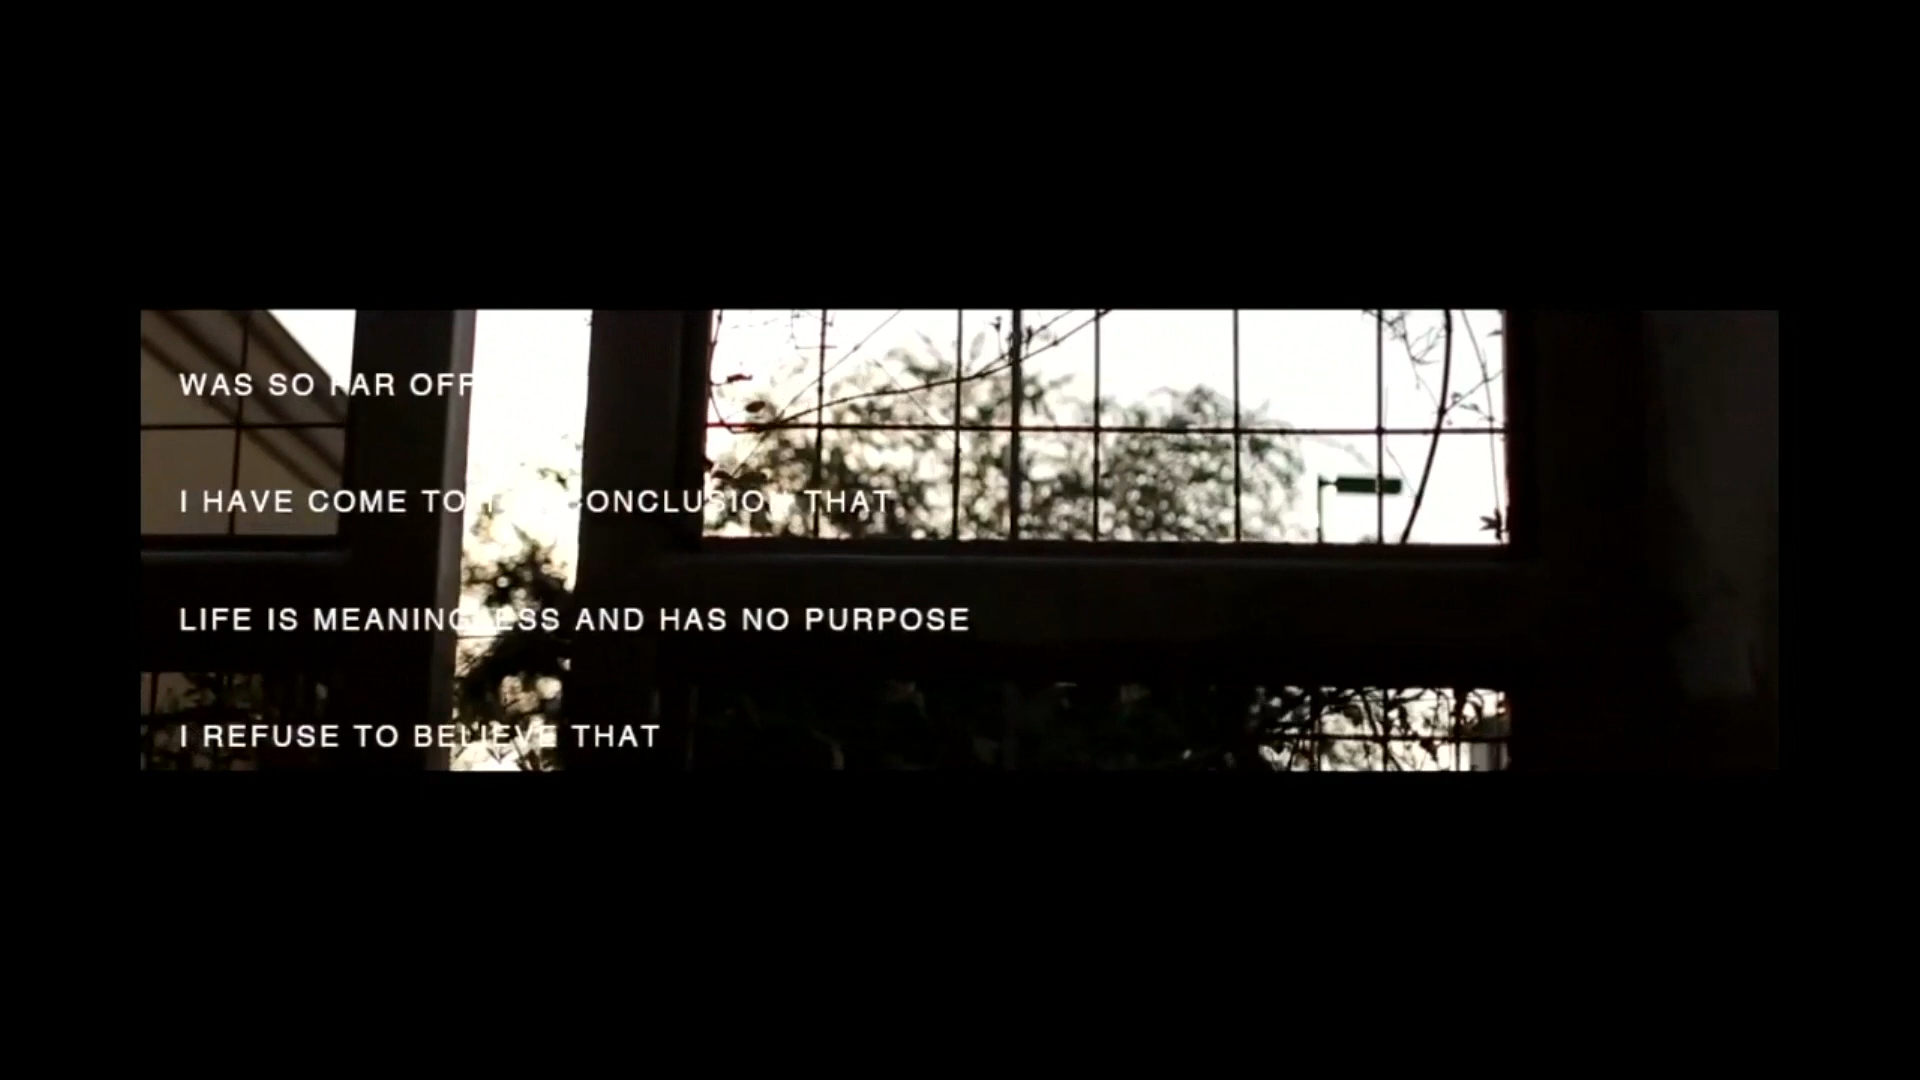 WAS SO FAR OFF
I HAVE COME TO THE CONCLUSION THAT
LIFE IS MEANINGLESS AND HAS NO PURPOSE
I REFUSE TO BELIEVE THAT